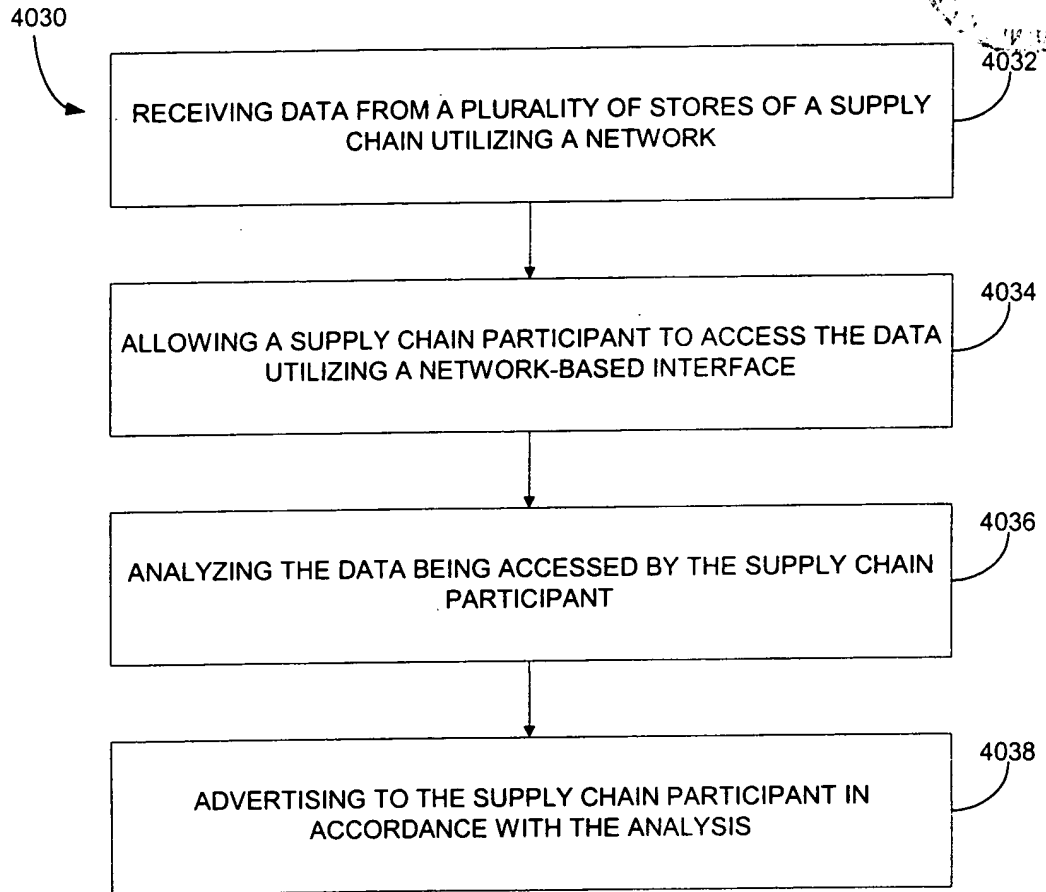 4030
4032
RECEIVING DATA FROM A PLURALITY OF STORES OF A SUPPLY
CHAIN UTILIZING A NETWORK
4034
ALLOWING A SUPPLY CHAIN PARTICIPANT TO ACCESS THE DATA
UTILIZING A NETWORK-BASED INTERFACE
4036
ANALYZING THE DATA BEING ACCESSED BY THE SUPPLY CHAIN
PARTICIPANT
4038
ADVERTISING TO THE SUPPLY CHAIN PARTICIPANT IN
ACCORDANCE WITH THE ANALYSIS